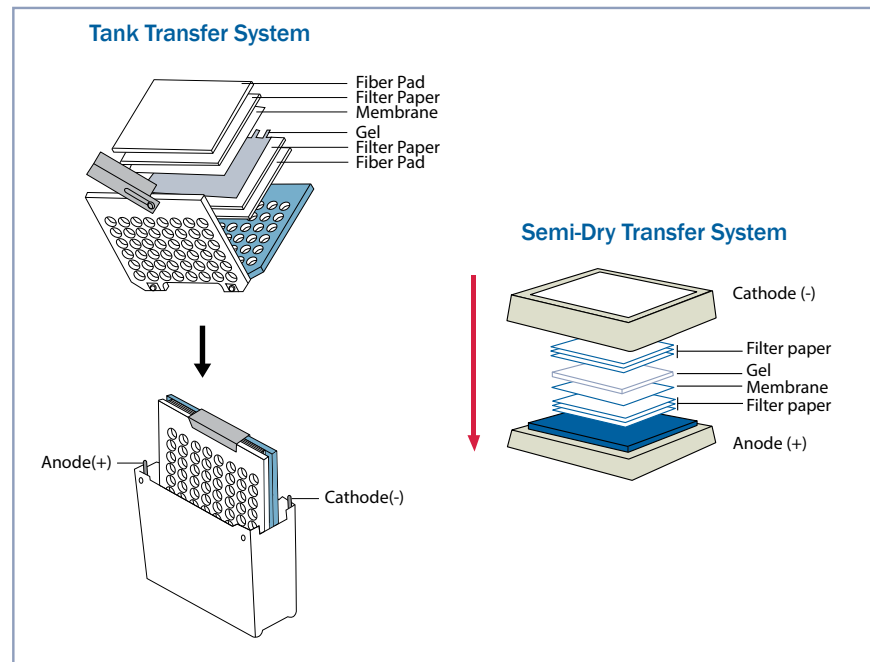 Tank Transfer System
Fiber Pad
Filter Paper
Membrane
Gel
Filter Paper
Fiber Pad
Anode(+)
Cathode(-)
Semi-Dry Transfer System
Cathode (-)
Filter paper
Gel
Membrane
Filter paper
Anode (+)